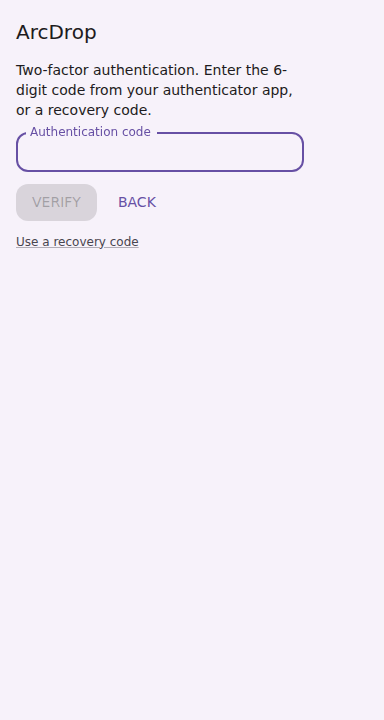 ArcDrop
Two-factor authentication. Enter the 6-
digit code from your authenticator app,
or a recovery code.
Authentication code
VERIFY BACK
Use a recovery code